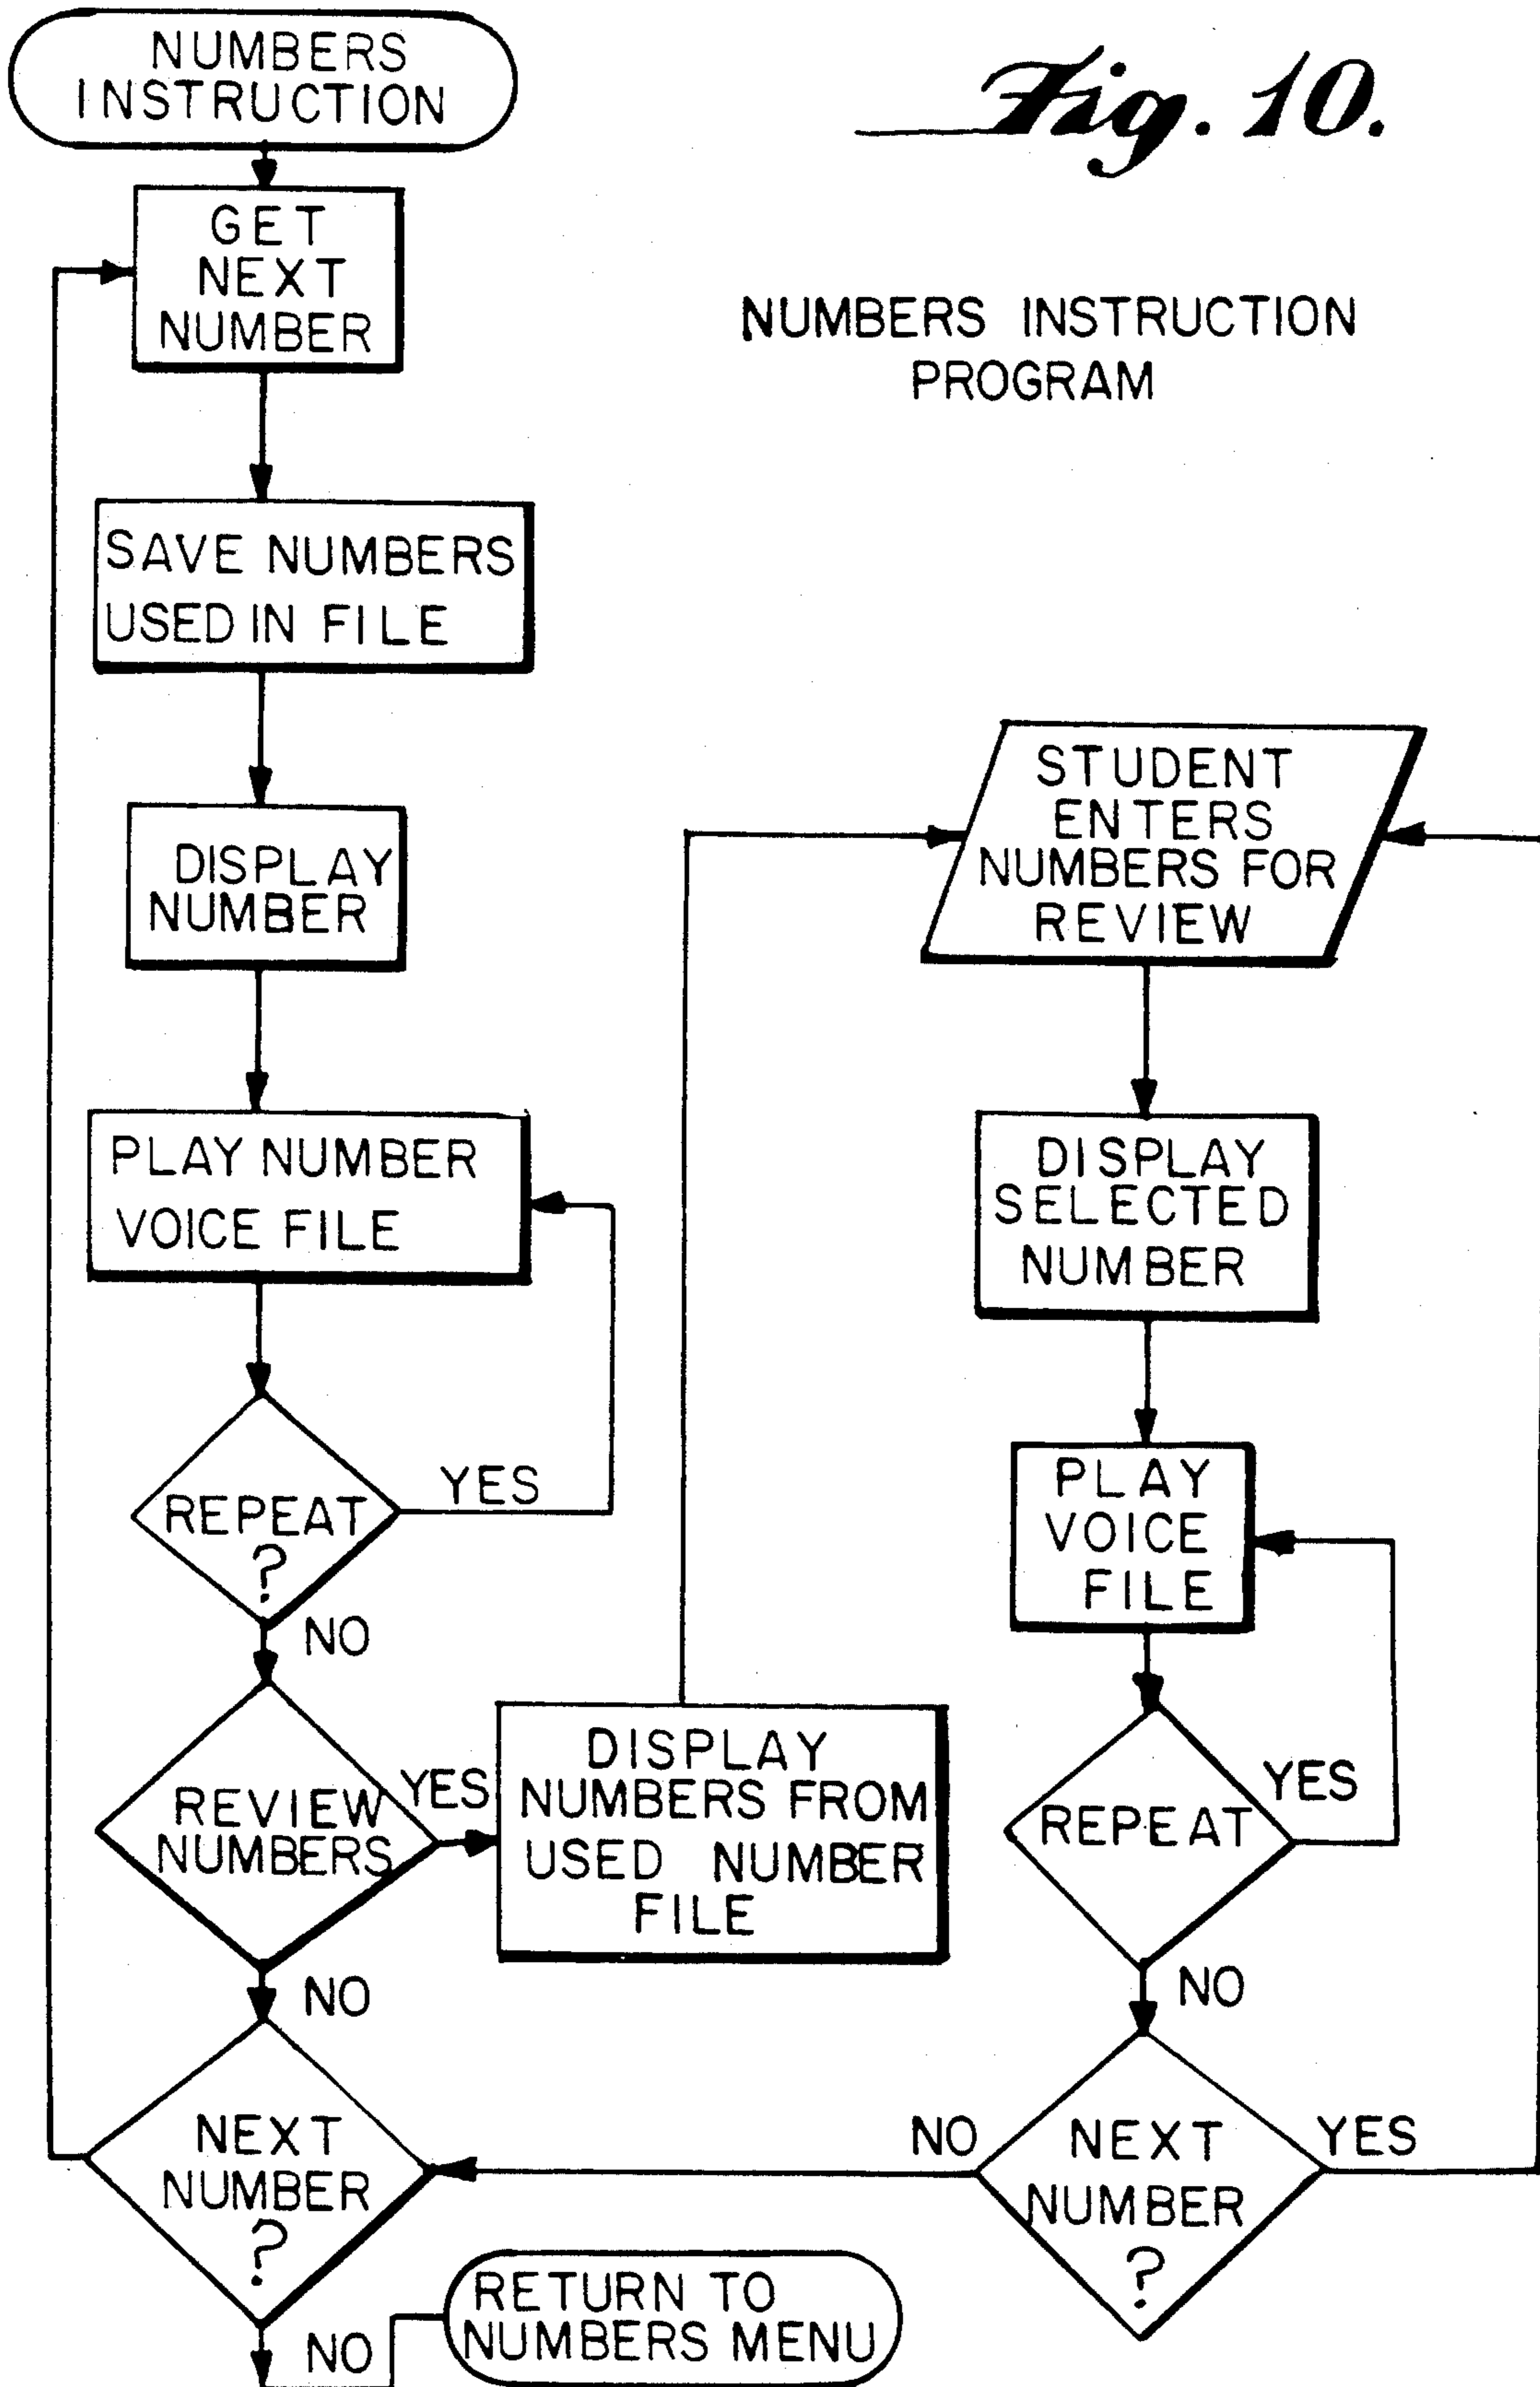 Fig. 10.
NUMBERS INSTRUCTION
PROGRAM
NUMBERS
INSTRUCTION
GET
NEXT
NUMBER
SAVE NUMBERS
USED IN FILE
DISPLAY
NUMBER
PLAY NUMBER
VOICE FILE
REPEAT
?
YES
NO
REVIEW
NUMBERS
YES
NO
DISPLAY
NUMBERS FROM
USED NUMBER
FILE
NEXT
NUMBER
?
NO
RETURN TO
NUMBERS MENU
STUDENT
ENTERS
NUMBERS FOR
REVIEW
DISPLAY
SELECTED
NUMBER
PLAY
VOICE
FILE
REPEAT
YES
NO
NEXT
NUMBER
?
NO
YES